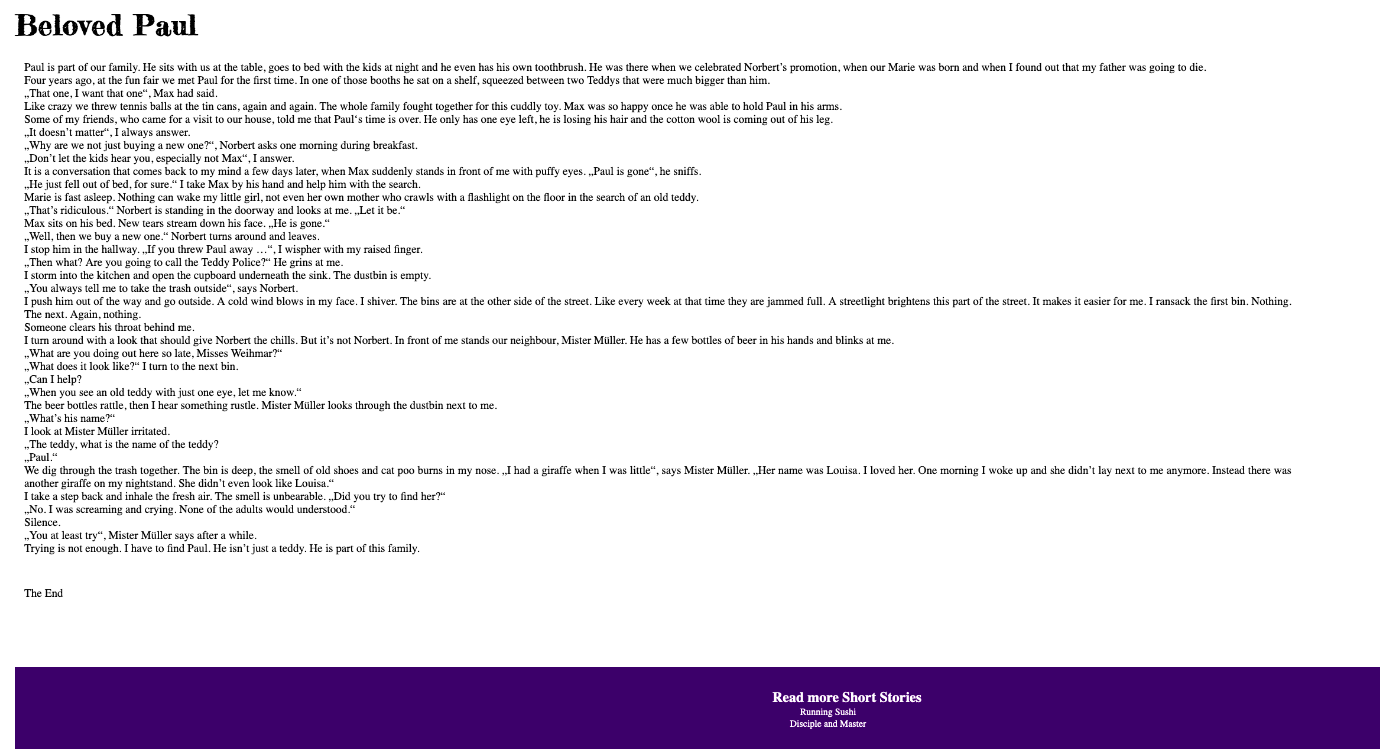 Beloved Paul
Paul is part of our family. He sits with us at the table, goes to bed with the kids at night and he even has his own toothbrush. He was there when we celebrated Norbert’s promotion, when our Marie was born and when I found out that my father was going to die.
Four years ago, at the fun fair we met Paul for the first time. In one of those booths he sat on a shelf, squeezed between two Teddys that were much bigger than him.
„That one, I want that one“, Max had said.
Like crazy we threw tennis balls at the tin cans, again and again. The whole family fought together for this cuddly toy. Max was so happy once he was able to hold Paul in his arms.
Some of my friends, who came for a visit to our house, told me that Paul‘s time is over. He only has one eye left, he is losing his hair and the cotton wool is coming out of his leg.
„It doesn’t matter“, I always answer.
„Why are we not just buying a new one?“, Norbert asks one morning during breakfast.
„Don’t let the kids hear you, especially not Max“, I answer.
It is a conversation that comes back to my mind a few days later, when Max suddenly stands in front of me with puffy eyes. „Paul is gone“, he sniffs.
„He just fell out of bed, for sure.“ I take Max by his hand and help him with the search.
Marie is fast asleep. Nothing can wake my little girl, not even her own mother who crawls with a flashlight on the floor in the search of an old teddy.
„That’s ridiculous.“ Norbert is standing in the doorway and looks at me. „Let it be.“
Max sits on his bed. New tears stream down his face. „He is gone.“
„Well, then we buy a new one.“ Norbert turns around and leaves.
I stop him in the hallway. „If you threw Paul away …“, I wispher with my raised finger.
„Then what? Are you going to call the Teddy Police?“ He grins at me.
I storm into the kitchen and open the cupboard underneath the sink. The dustbin is empty.
„You always tell me to take the trash outside“, says Norbert.
I push him out of the way and go outside. A cold wind blows in my face. I shiver. The bins are at the other side of the street. Like every week at that time they are jammed full. A streetlight brightens this part of the street. It makes it easier for me. I ransack the first bin. Nothing.
The next. Again, nothing.
Someone clears his throat behind me.
I turn around with a look that should give Norbert the chills. But it’s not Norbert. In front of me stands our neighbour, Mister Müller. He has a few bottles of beer in his hands and blinks at me.
„What are you doing out here so late, Misses Weihmar?“
„What does it look like?“ I turn to the next bin.
„Can I help?
„When you see an old teddy with just one eye, let me know.“
The beer bottles rattle, then I hear something rustle. Mister Müller looks through the dustbin next to me.
„What’s his name?“
I look at Mister Müller irritated.
„The teddy, what is the name of the teddy?
„Paul.“
We dig through the trash together. The bin is deep, the smell of old shoes and cat poo burns in my nose. „I had a giraffe when I was little“, says Mister Müller. „Her name was Louisa. I loved her. One morning I woke up and she didn’t lay next to me anymore. Instead there was
another giraffe on my nightstand. She didn’t even look like Louisa.“
I take a step back and inhale the fresh air. The smell is unbearable. „Did you try to find her?“
„No. I was screaming and crying. None of the adults would understood.“
Silence.
„You at least try“, Mister Müller says after a while.
Trying is not enough. I have to find Paul. He isn’t just a teddy. He is part of this family.
The End
Read more Short Stories
Running Sushi
Disciple and Master